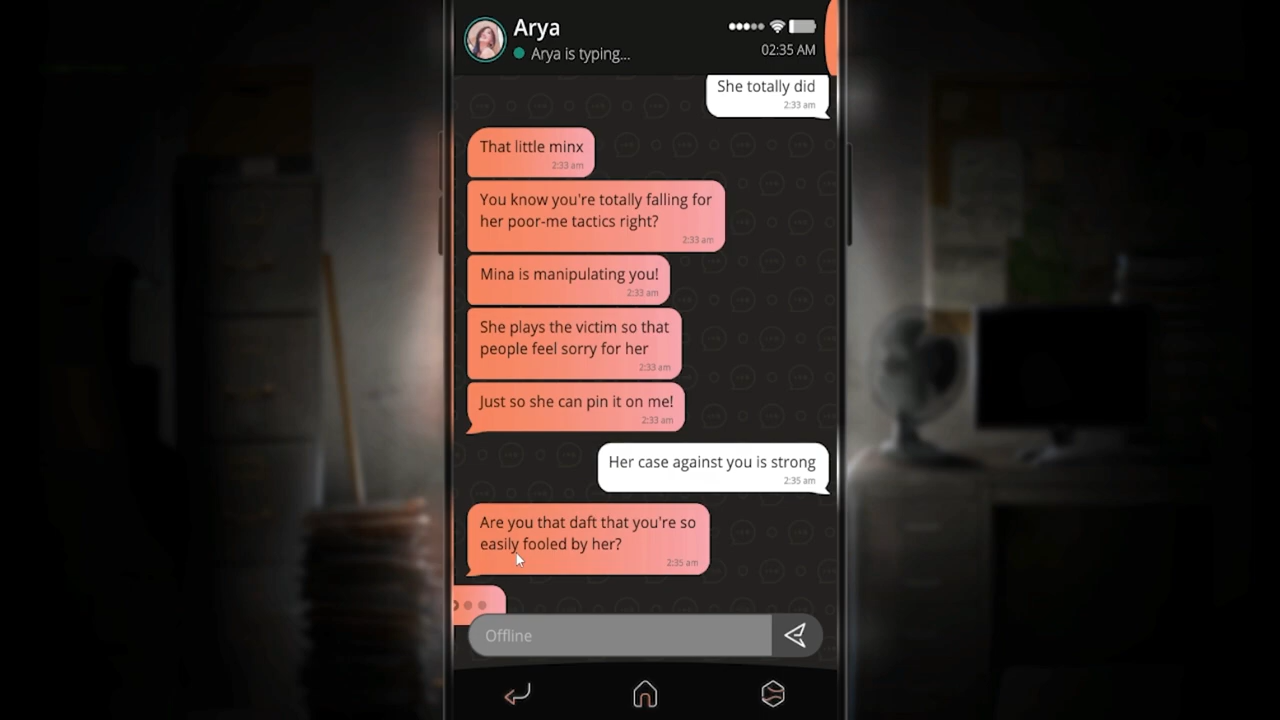 Arya
Arya is typing...
02:35 AM
She totally did
2:33 am
That little minx
2:33 am
You know you're totally falling for
her poor-me tactics right?
2:33 am
Mina is manipulating you!
2:33 am
She plays the victim so that
people feel sorry for her
2:33 am
Just so she can pin it on me!
2:33 am
Her case against you is strong
2:35 am
Are you that daft that you're so
easily fooled by her?
2:35 am
Offline